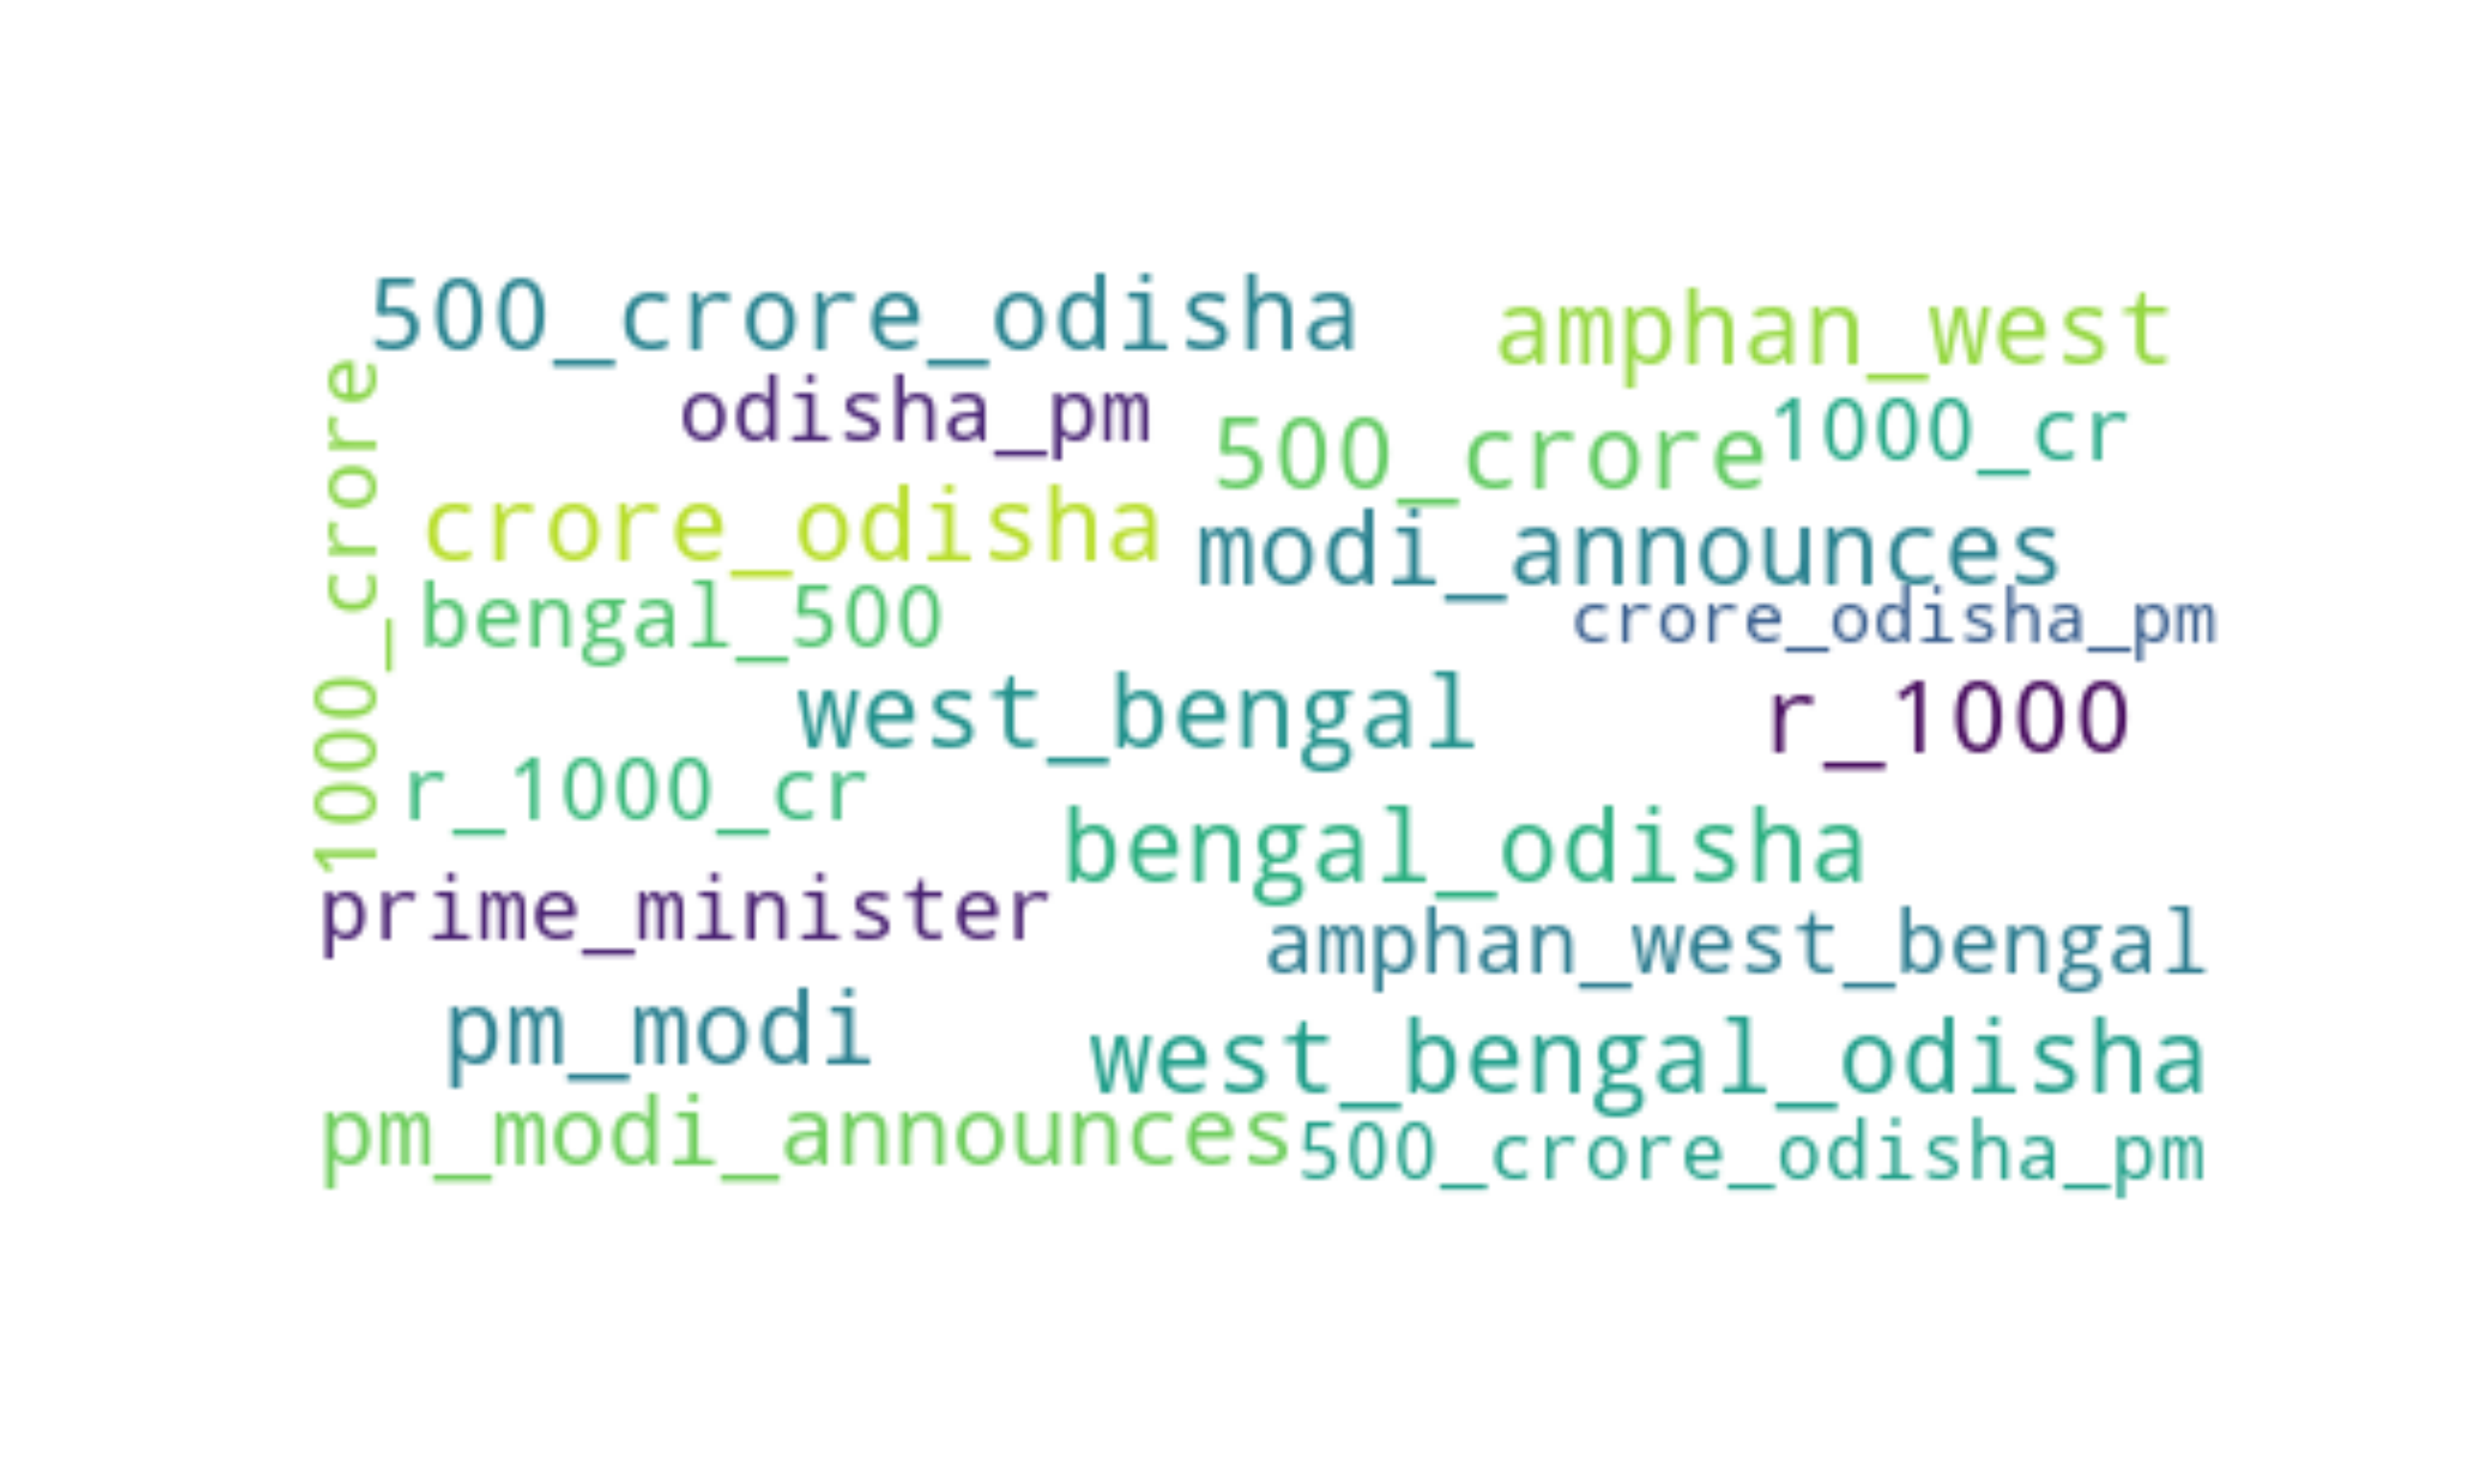 500_crore_odisha
amphan_west
odisha_pm
500_crore
1000_cr
crore_odisha
modi_announces
1000_crore
bengal_500
crore_odisha_pm
west_bengal
r_1000
r_1000_cr
bengal_odisha
prime_minister
amphan_west_bengal
pm_modi
west_bengal_odisha
pm_modi_announces
500_crore_odisha_pm